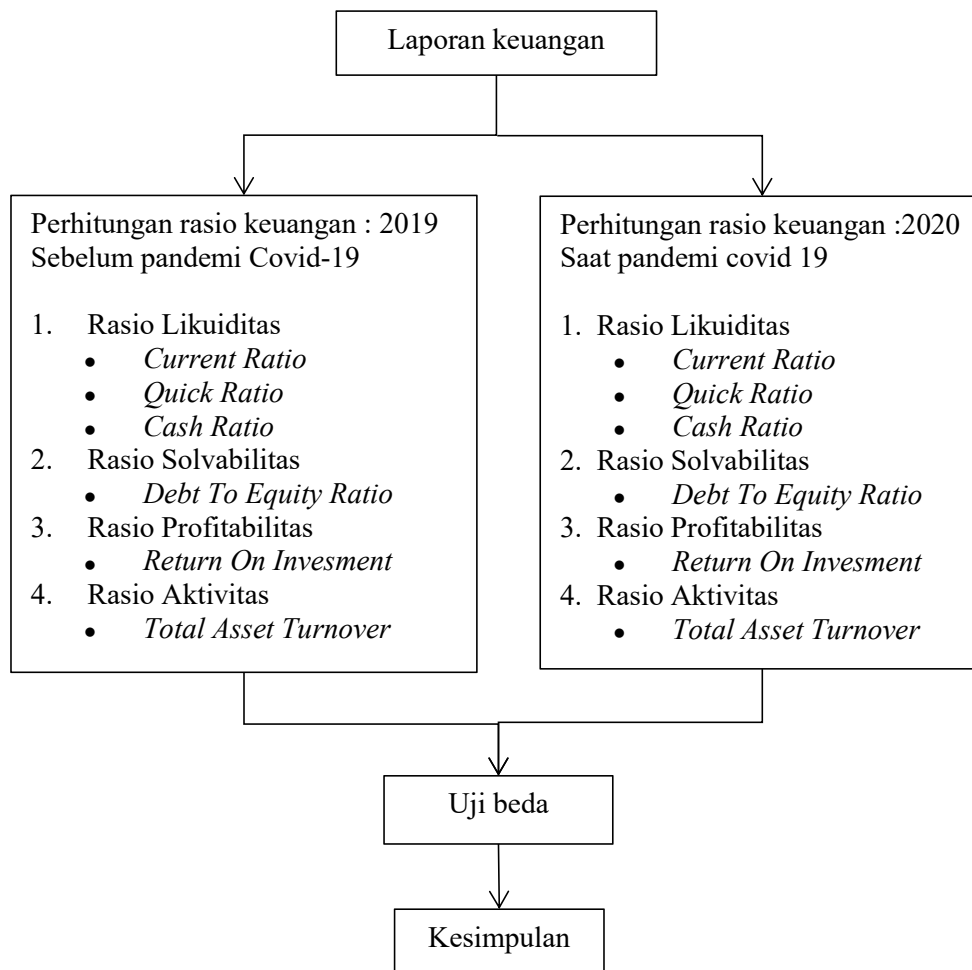 Laporan keuangan
Perhitungan rasio keuangan : 2019
Sebelum pandemi Covid-19
1. Rasio Likuiditas
• Current Ratio
• Quick Ratio
• Cash Ratio
2. Rasio Solvabilitas
• Debt To Equity Ratio
3. Rasio Profitabilitas
• Return On Invesment
4. Rasio Aktivitas
• Total Asset Turnover
Perhitungan rasio keuangan :2020
Saat pandemi covid 19
1. Rasio Likuiditas
• Current Ratio
• Quick Ratio
• Cash Ratio
2. Rasio Solvabilitas
• Debt To Equity Ratio
3. Rasio Profitabilitas
• Return On Invesment
4. Rasio Aktivitas
• Total Asset Turnover
Uji beda
Kesimpulan